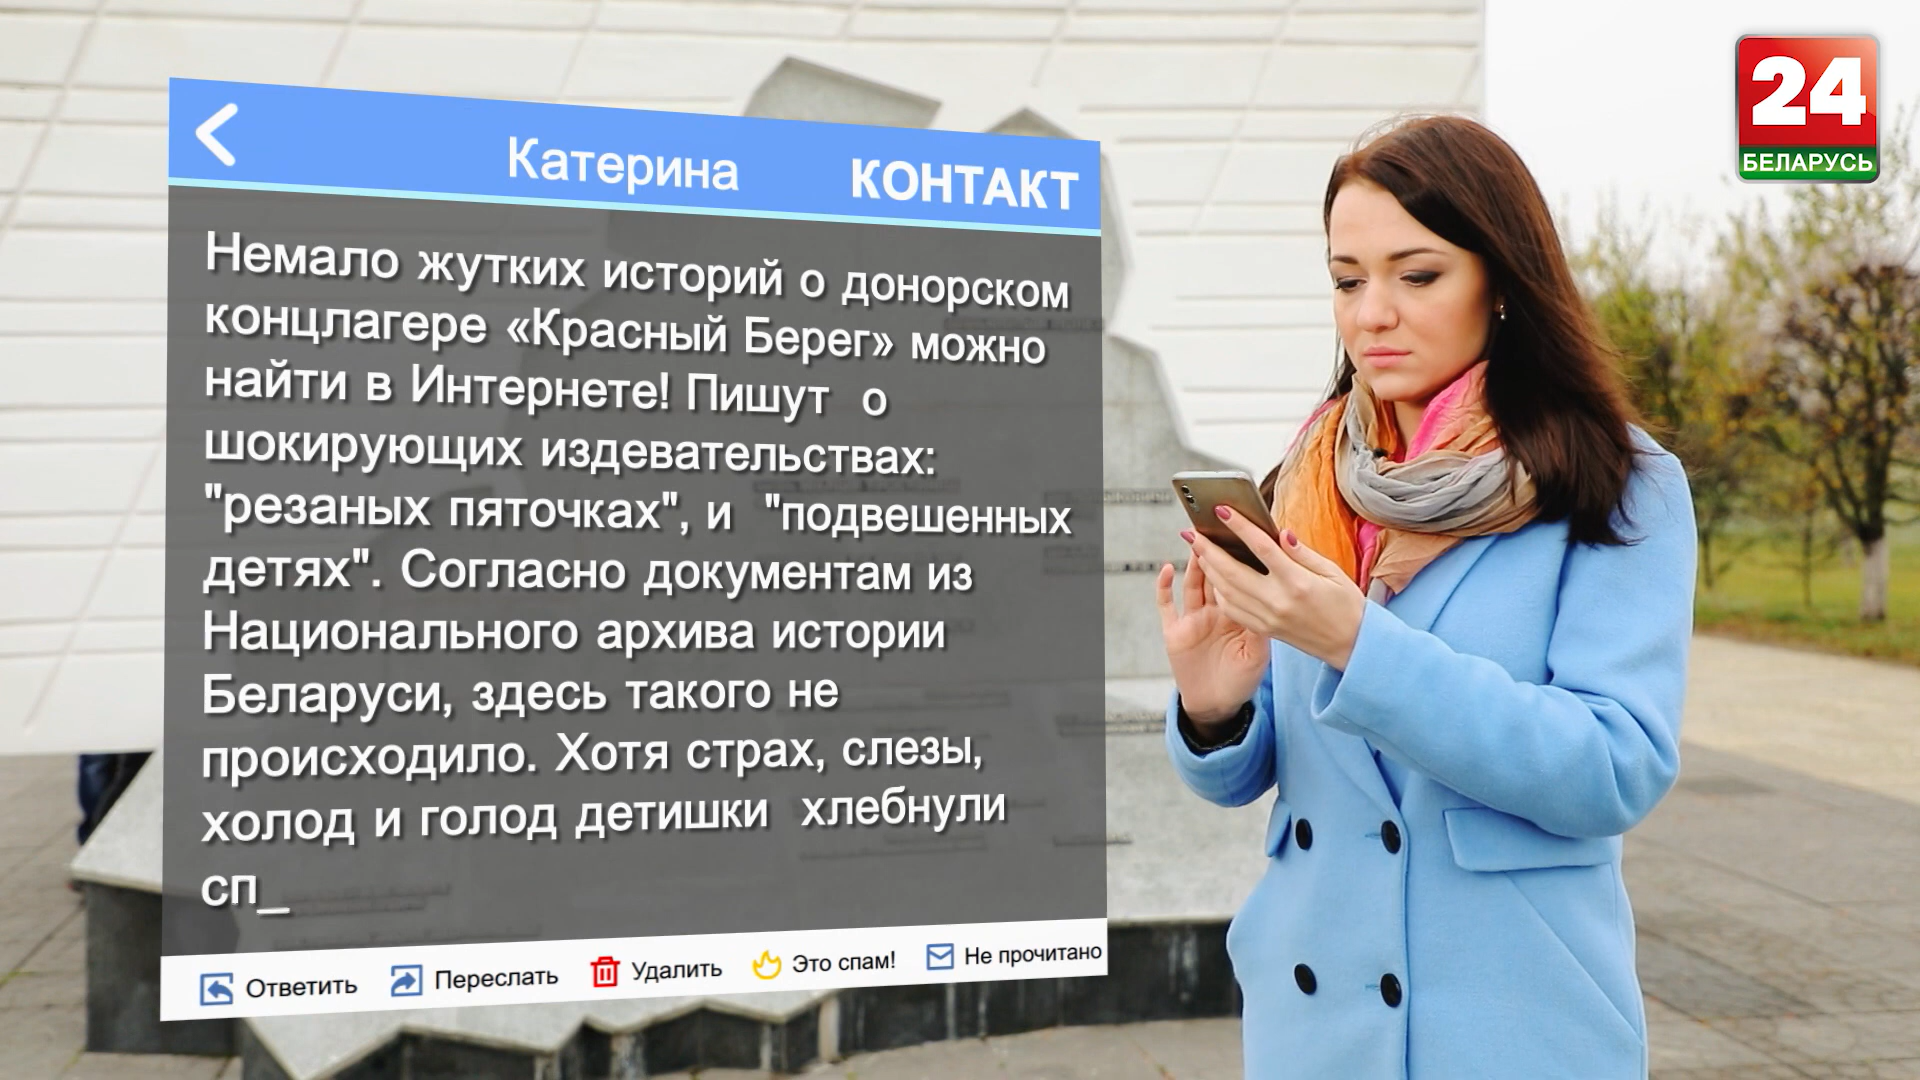 24
БЕЛАРУСЬ
Катерина КОНТАКТ
Немало жутких историй о донорском
концлагере «Красный Берег» можно
найти в Интернете! Пишут о
шокирующих издевательствах:
"резаных пяточках", и "подвешенных
детях". Согласно документам из
Национального архива истории
Беларуси, здесь такого не
происходило. Хотя страх, слезы,
холод и голод детишки хлебнули
сп_
Ответить Переслать Удалить Это спам! Не прочитано